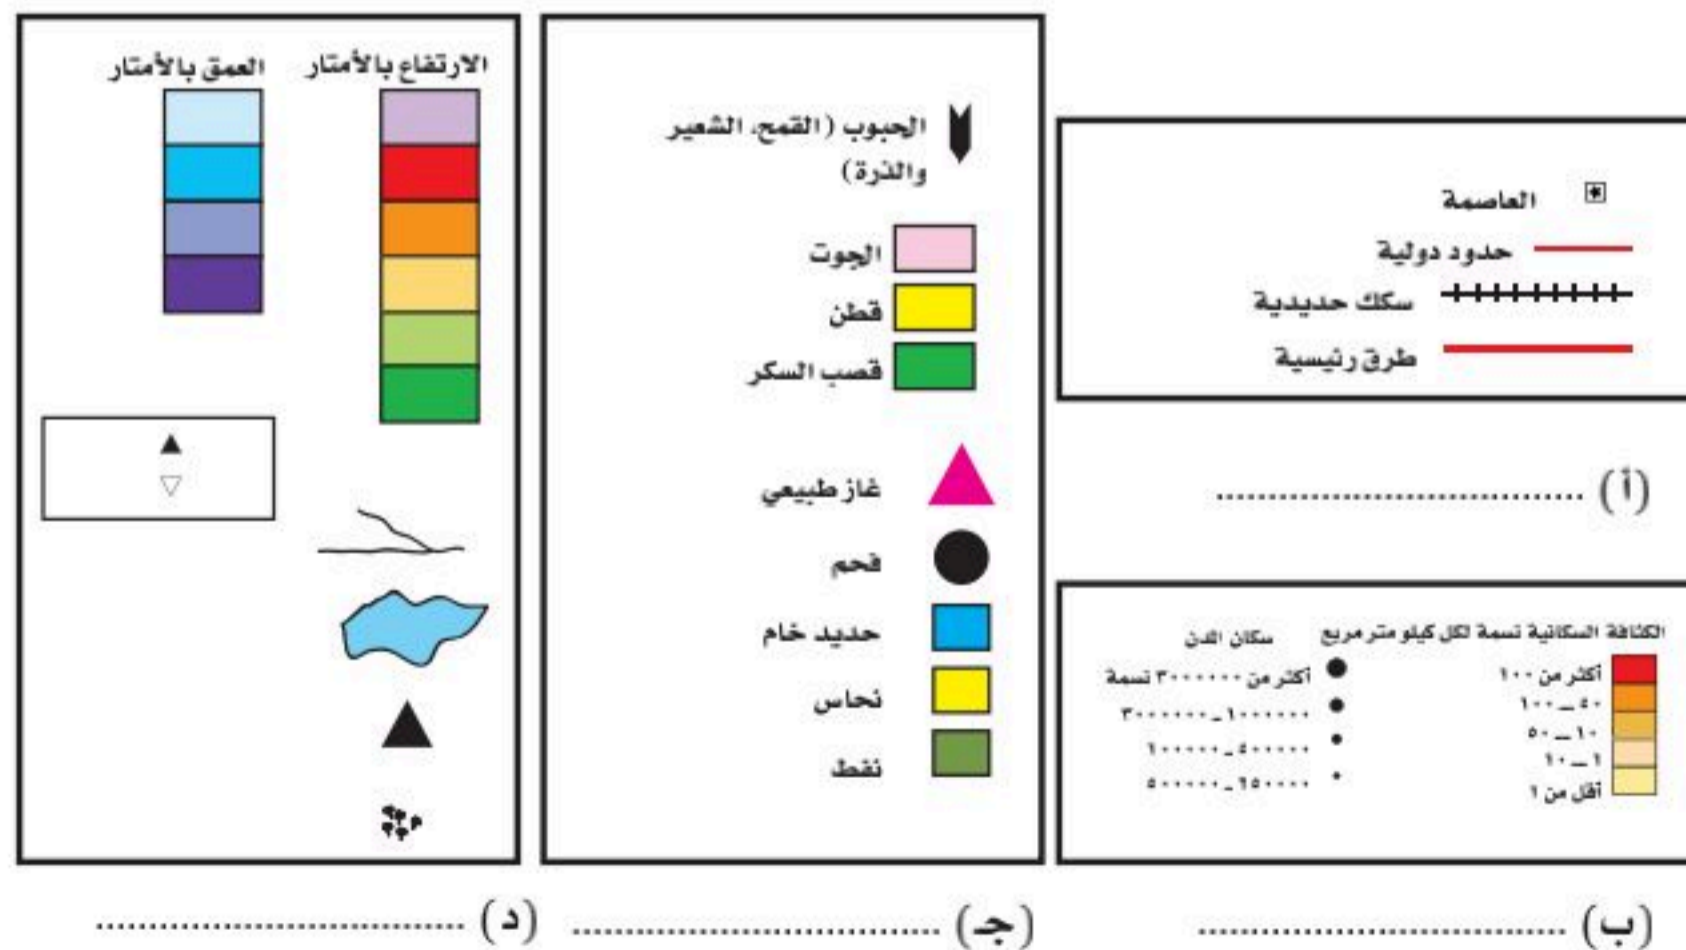 العاصمة
حدود دولية
سكك حديدية
طرق رئيسية
(أ) ....................................
الكثافة السكانية نسمة لكل كيلو متر مربع
أكثر من ١٠٠
٥٠ – ١٠٠
١٠ – ٥٠
١ – ١٠
أقل من ١
سكان المدن
أكثر من ٣٠٠٠٠٠٠ نسمة
١٠٠٠٠٠٠ – ٣٠٠٠٠٠٠
٥٠٠٠٠٠ – ١٠٠٠٠٠٠
٢٥٠٠٠٠ – ٥٠٠٠٠٠
(ب) ....................................
الحبوب (القمح، الشعير
والذرة)
الجوت
قطن
قصب السكر
غاز طبيعي
فحم
حديد خام
نحاس
نفط
(جـ) ....................................
الارتفاع بالأمتار
العمق بالأمتار
(د) ....................................